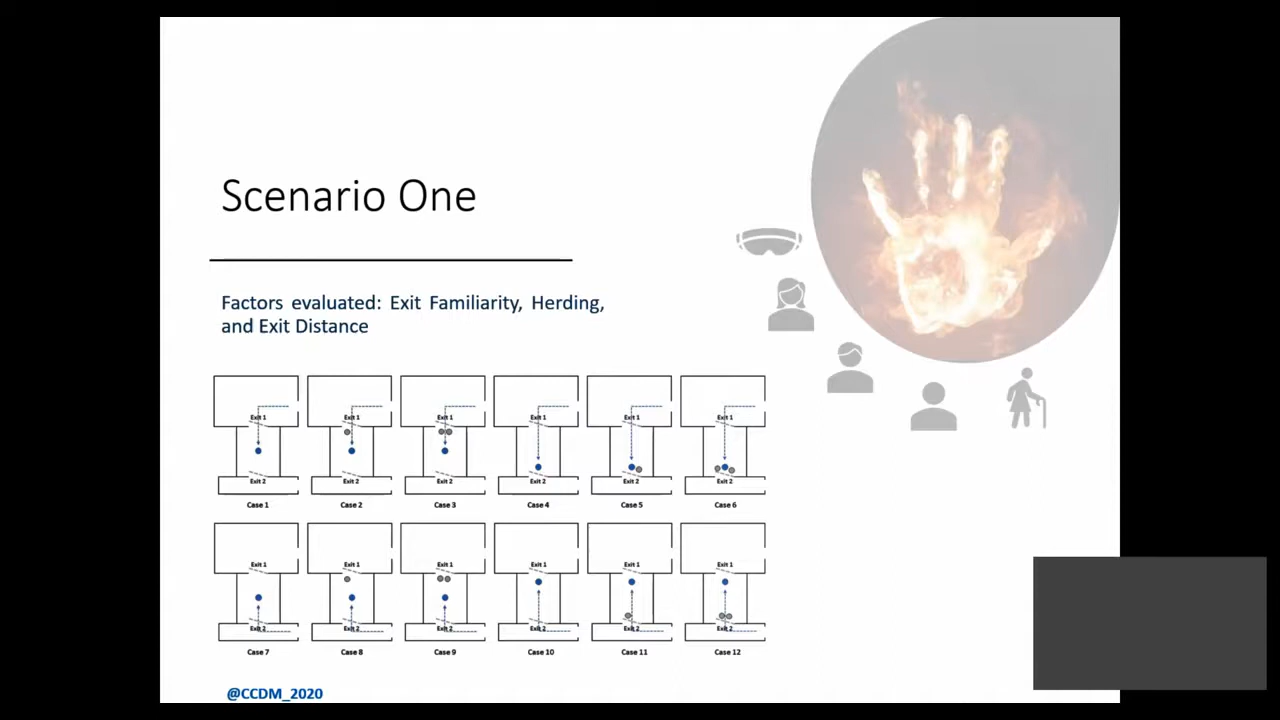 Scenario One
Factors evaluated: Exit Familiarity, Herding,
and Exit Distance
Exit 1 Exit 1 Exit 1 Exit 1 Exit 1 Exit 1
Exit 2 Exit 2 Exit 2 Exit 2 Exit 2 Exit 2
Case 1 Case 2 Case 3 Case 4 Case 5 Case 6
Exit 1 Exit 1 Exit 1 Exit 1 Exit 1 Exit 1
Exit 2 Exit 2 Exit 2 Exit 2 Exit 2 Exit 2
Case 7 Case 8 Case 9 Case 10 Case 11 Case 12
@CCDM_2020